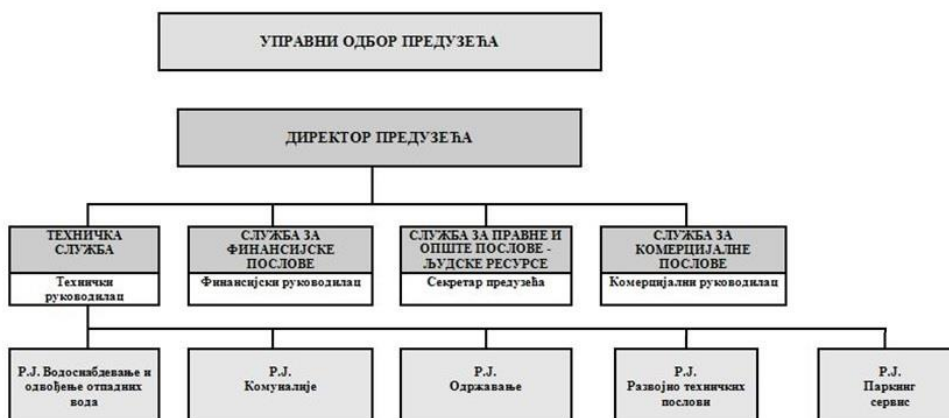 УПРАВНИ ОДБОР ПРЕДУЗЕЋА
ДИРЕКТОР ПРЕДУЗЕЋА
ТЕХНИЧКА
СЛУЖБА
Технички
руководилац
СЛУЖБА ЗА
ФИНАНСИЈСКЕ
ПОСЛОВЕ
Финансијски руководилац
СЛУЖБА ЗА ПРАВНЕ И
ОПШТЕ ПОСЛОВЕ -
ЉУДСКЕ РЕСУРСЕ
Секретар предузећа
СЛУЖБА ЗА
КОМЕРЦИЈАЛНЕ
ПОСЛОВЕ
Комерцијални руководилац
Р.Ј. Водоснабдевање и
одвођење отпадних
вода
Р.Ј.
Комуналије
Р.Ј.
Одржавање
Р.Ј.
Развојно техничких
послови
Р.Ј.
Паркинг
сервис